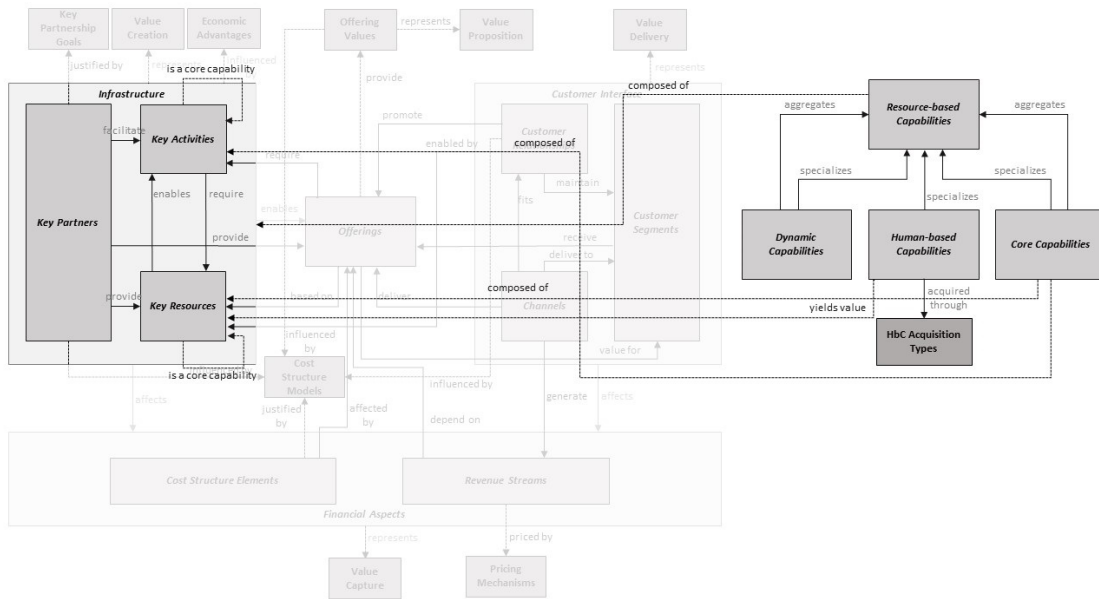 Key
Partnership
Goals
Value
Creation
Economic
Advantages
Offering
Values
represents
Value
Proposition
Value
Delivery
justified by
represents
influenced
is a core capability
provide
represents
Infrastructure
Customer Interface
composed of
Resource-based
Capabilities
aggregates
aggregates
facilitate
Key Activities
promote
Customer
enabled by
composed of
require
maintain
specializes
specializes
specializes
enables
require
fits
Key Partners
enables
Offerings
Customer
Segments
provide
receive
deliver to
Dynamic
Capabilities
Human-based
Capabilities
Core Capabilities
provide
Key Resources
based on
deliver
composed of
Channels
yields value
acquired
through
HbC Acquisition
Types
influenced
by
value for
is a core capability
Cost
Structure
Models
influenced by
affects
justified
by
affected
by
depend on
generate
affects
Cost Structure Elements
Revenue Streams
Financial Aspects
represents
priced by
Value
Capture
Pricing
Mechanisms